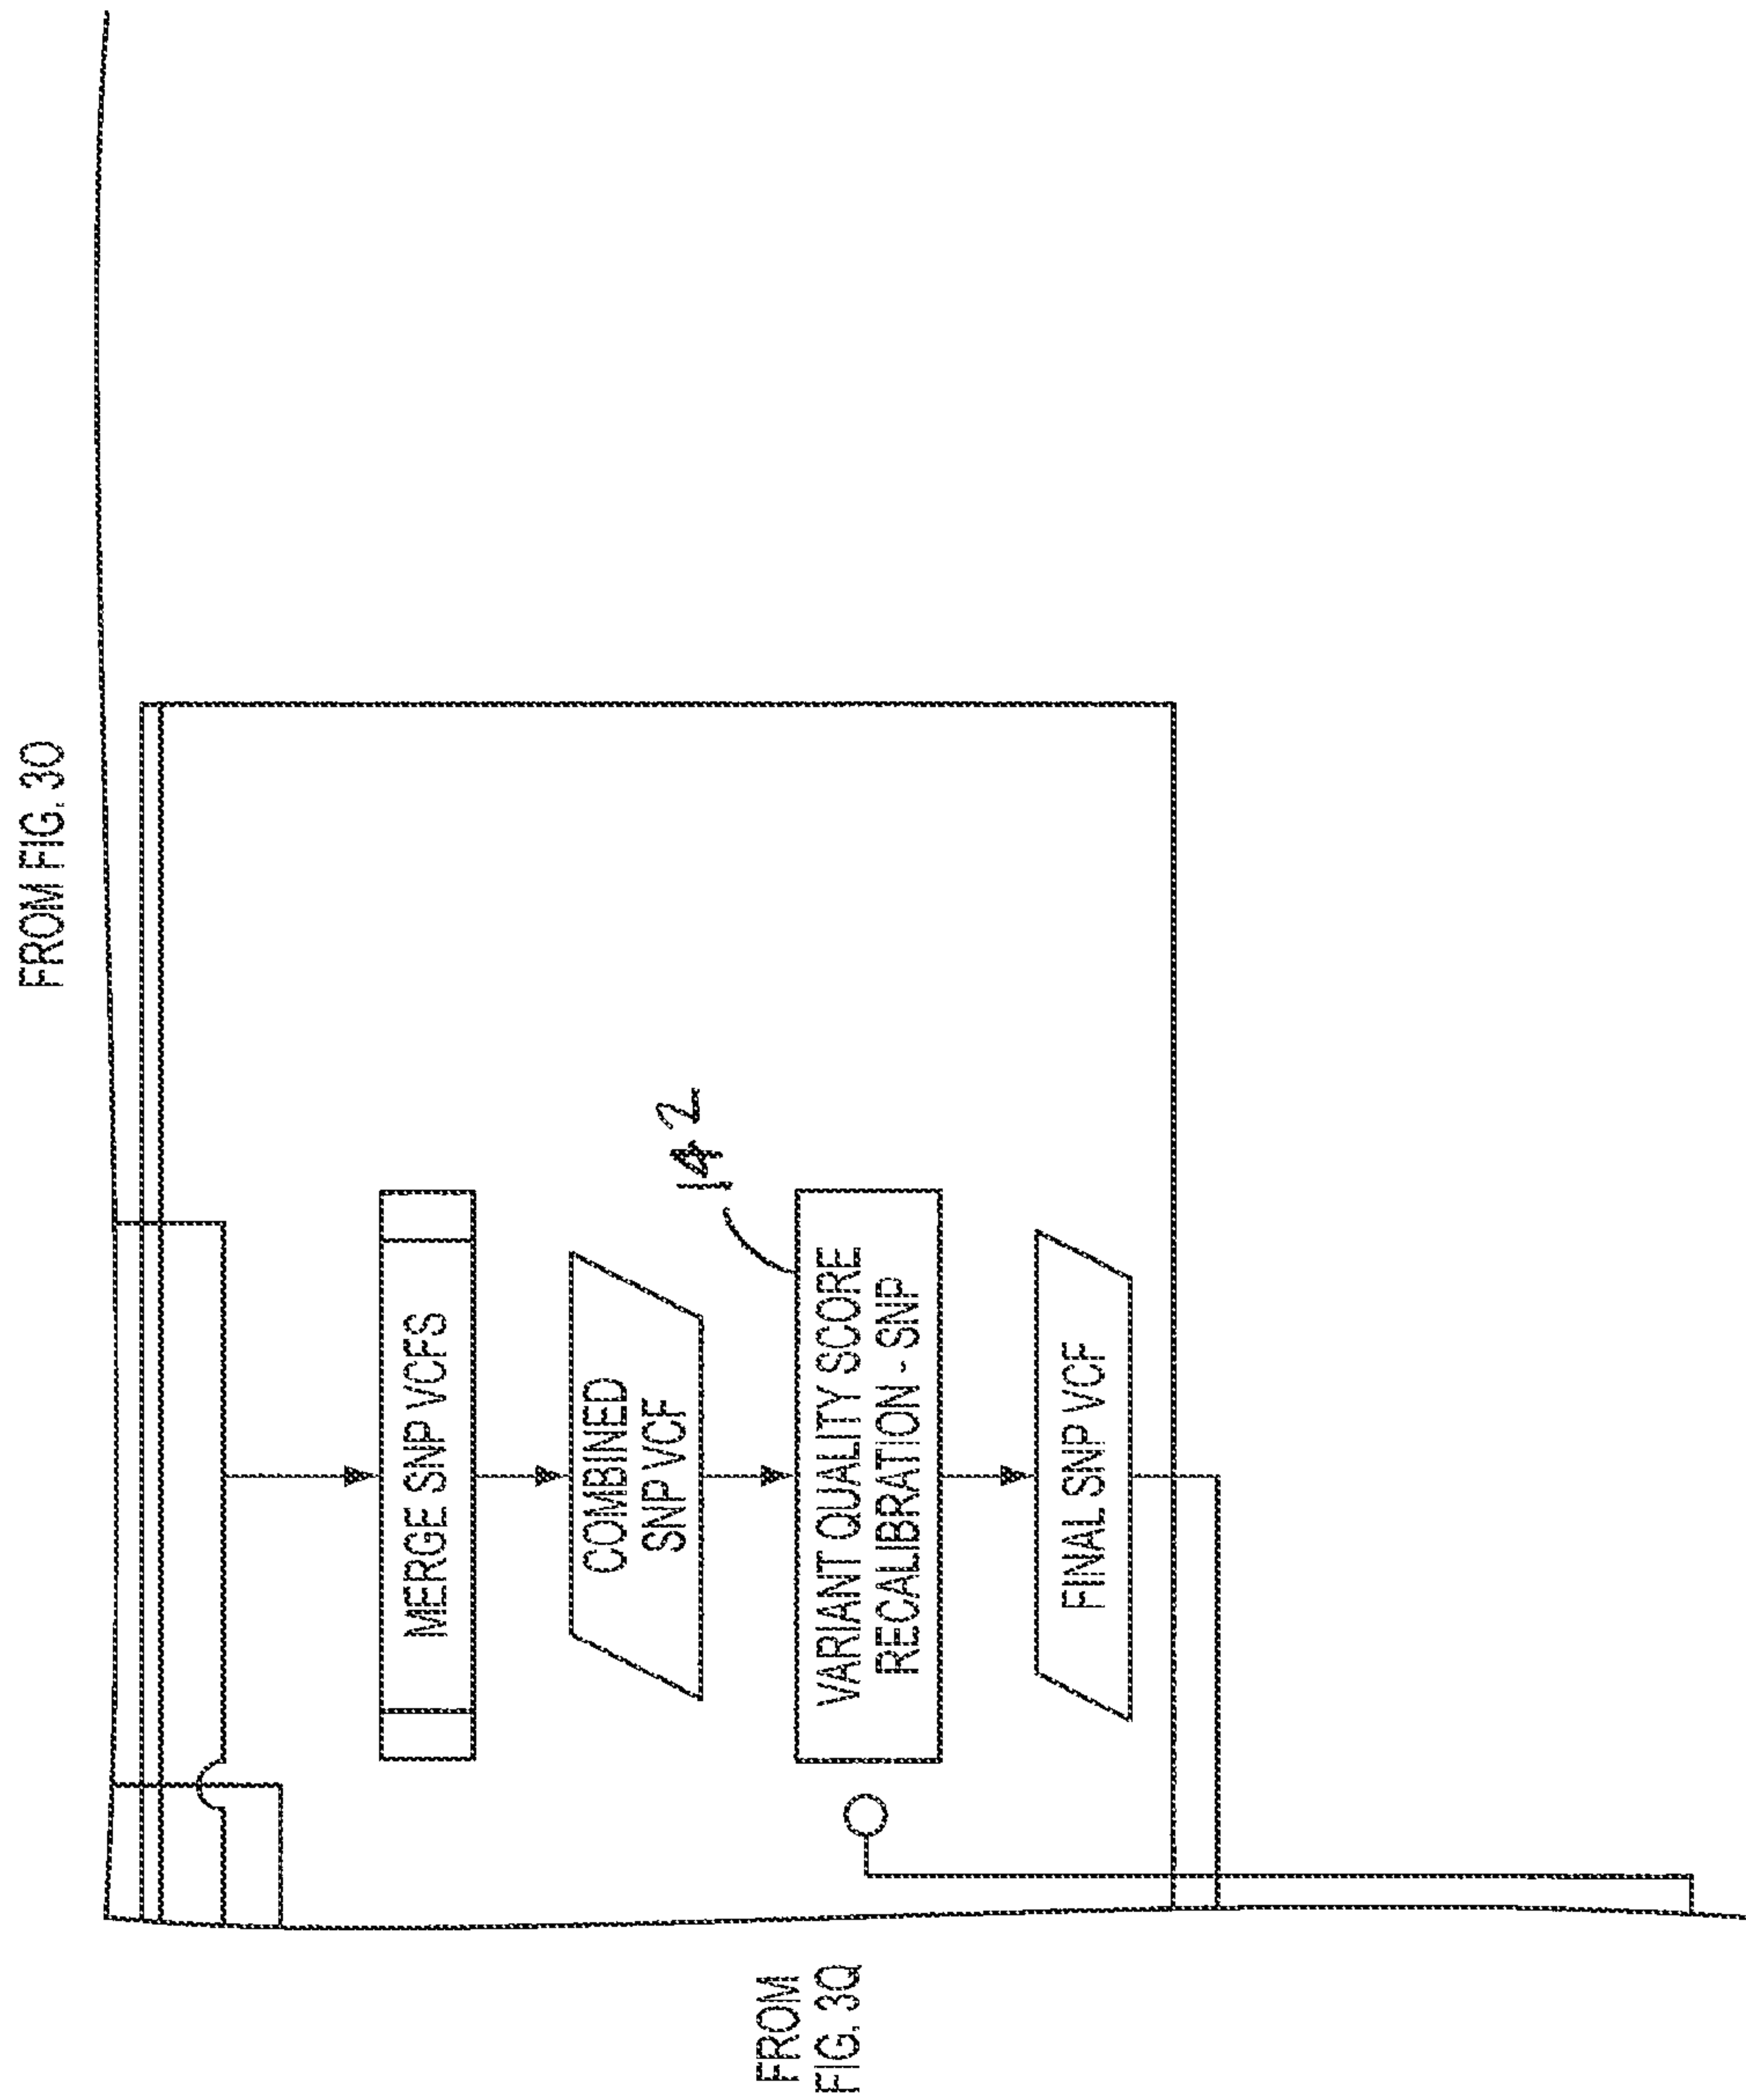 FROM FIG. 3O
MERGE SNP VCFS
COMBINED
SNP VCF
142
VARIANT QUALITY SCORE
RECALIBRATION - SNP
FINAL SNP VCF
FROM
FIG. 3Q